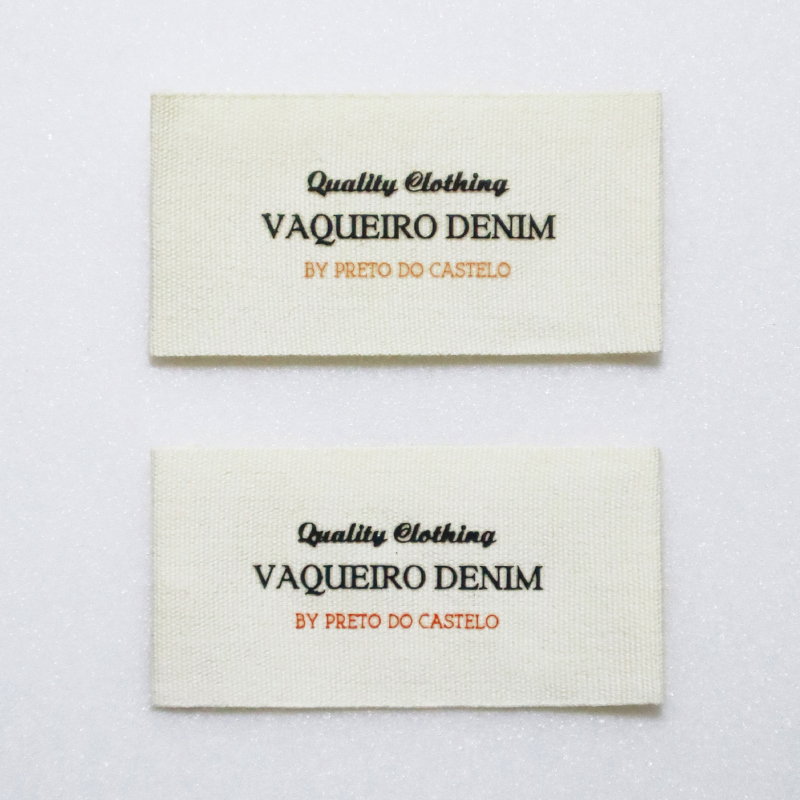 Quality Clothing
VAQUEIRO DENIM
BY PRETO DO CASTELO
Quality Clothing
VAQUEIRO DENIM
BY PRETO DO CASTELO